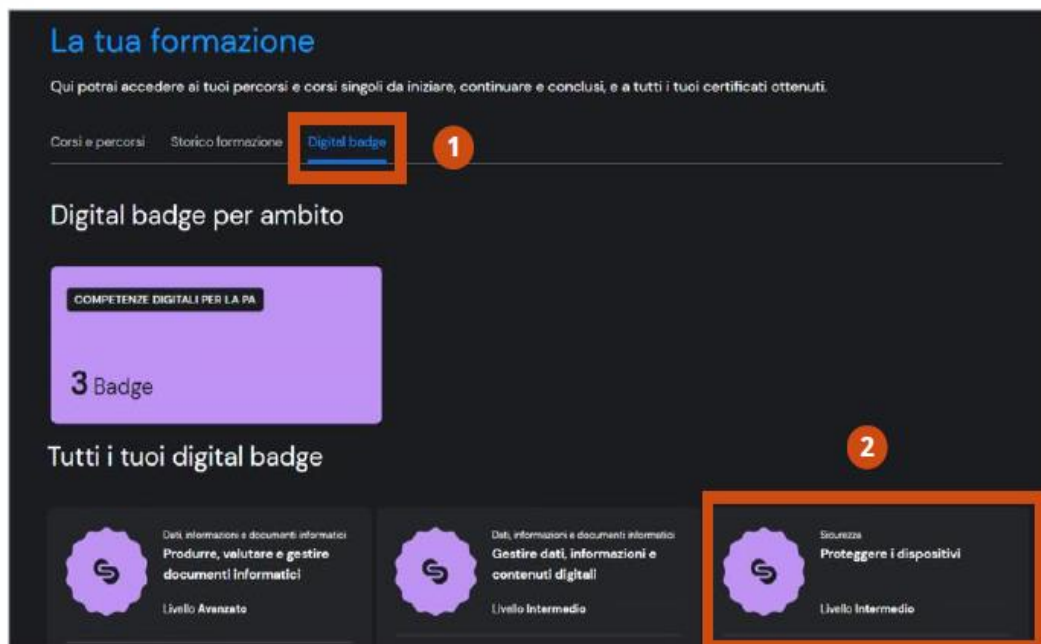 La tua formazione
Qui potrai accedere ai tuoi percorsi e corsi singoli da iniziare, continuare e conclusi, e a tutti i tuoi certificati ottenuti.
Corsi e percorsi Storico formazione Digital badge 1
Digital badge per ambito
COMPETENZE DIGITALI PER LA PA
3 Badge
Tutti i tuoi digital badge
2
Dati, informazioni e documenti informatici
Produrre, valutare e gestire
documenti informatici
Livello Avanzato
Dati, informazioni e documenti informatici
Gestire dati, informazioni e
contenuti digitali
Livello Intermedio
Sicurezza
Proteggere i dispositivi
Livello Intermedio